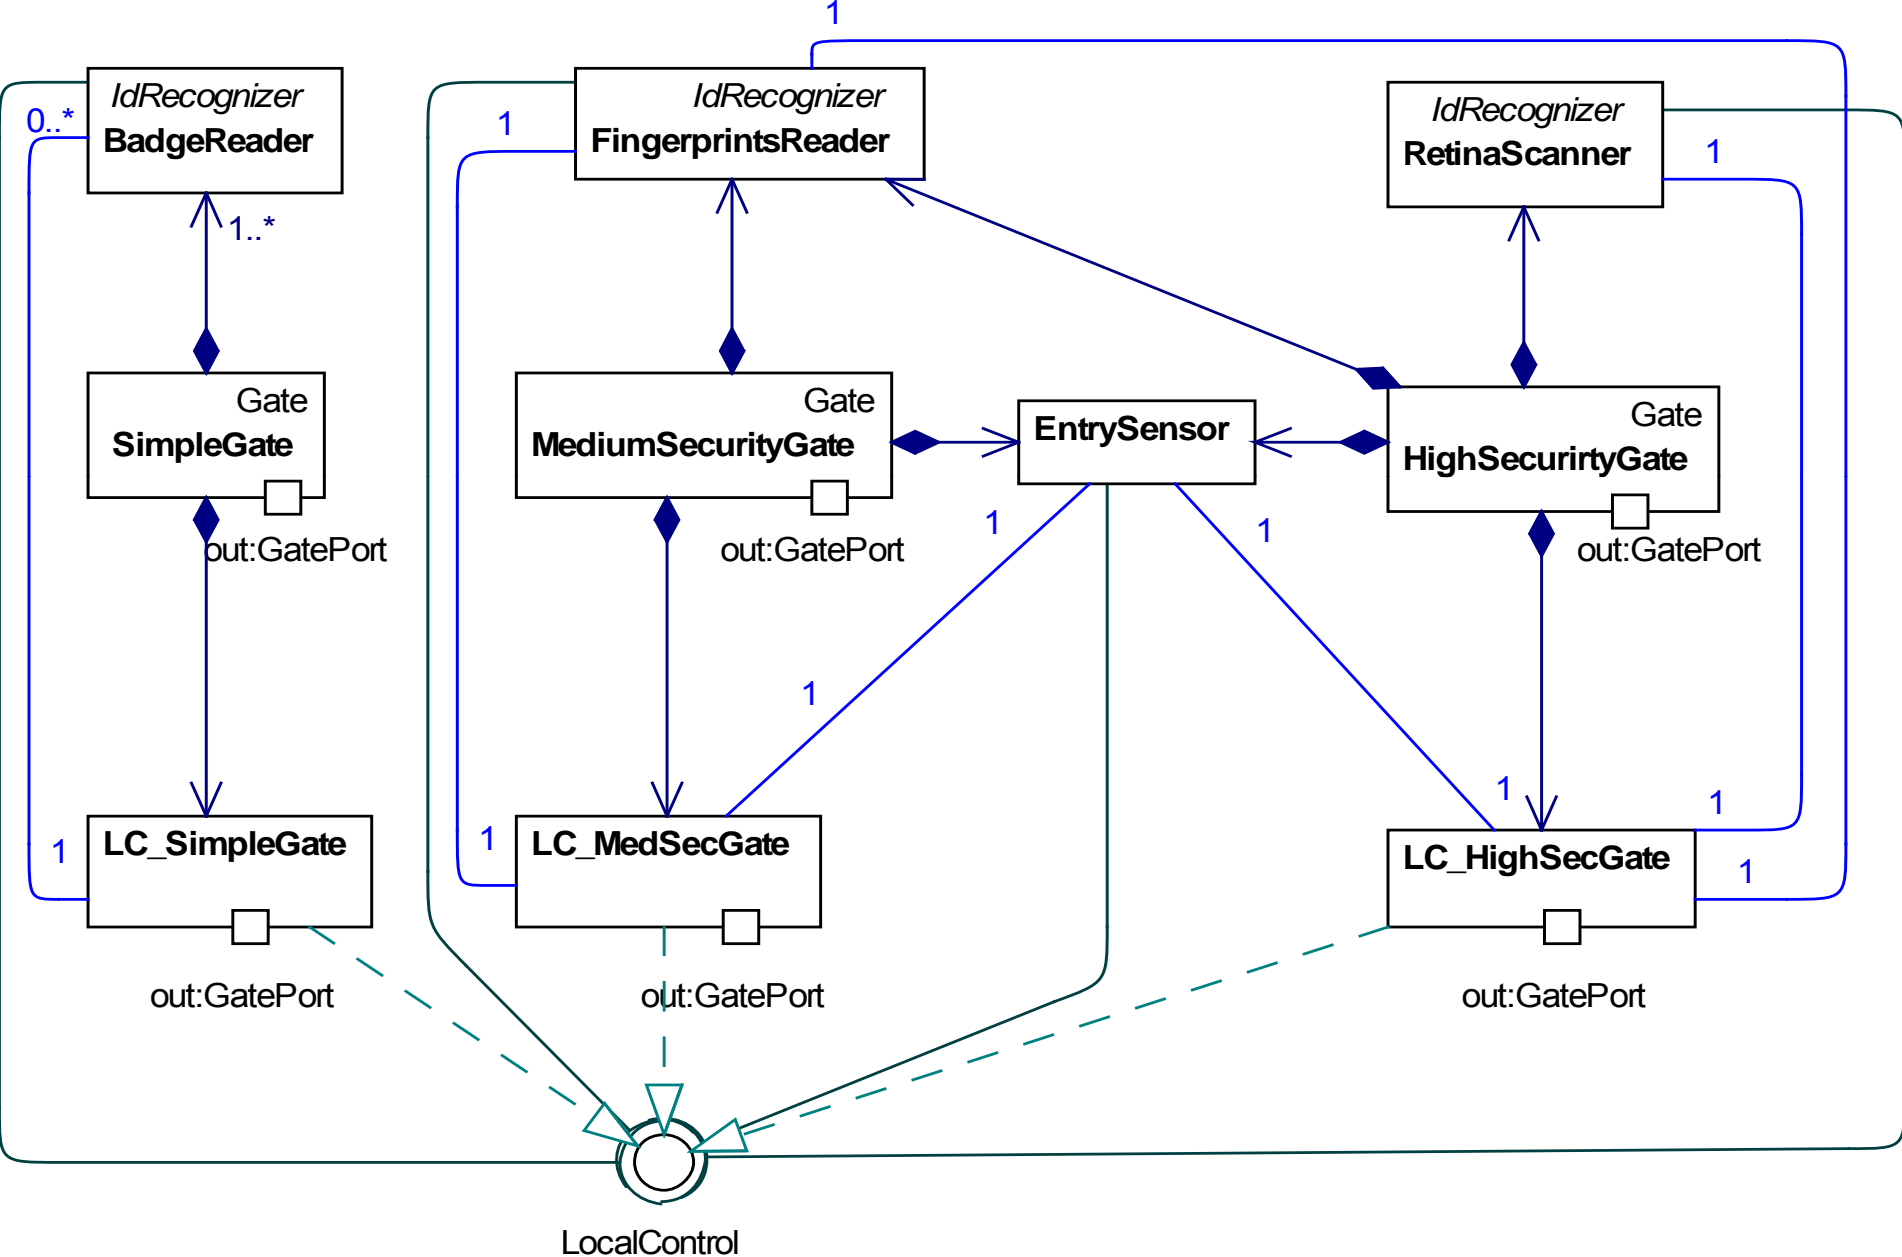 1
IdRecognizer
BadgeReader
0..*
1..*
IdRecognizer
FingerprintsReader
1
IdRecognizer
RetinaScanner
1
Gate
SimpleGate
out:GatePort
Gate
MediumSecurityGate
out:GatePort
EntrySensor
1
1
Gate
HighSecurirtyGate
out:GatePort
1
1
1
1
1
1
LC_SimpleGate
out:GatePort
LC_MedSecGate
out:GatePort
LC_HighSecGate
out:GatePort
LocalControl